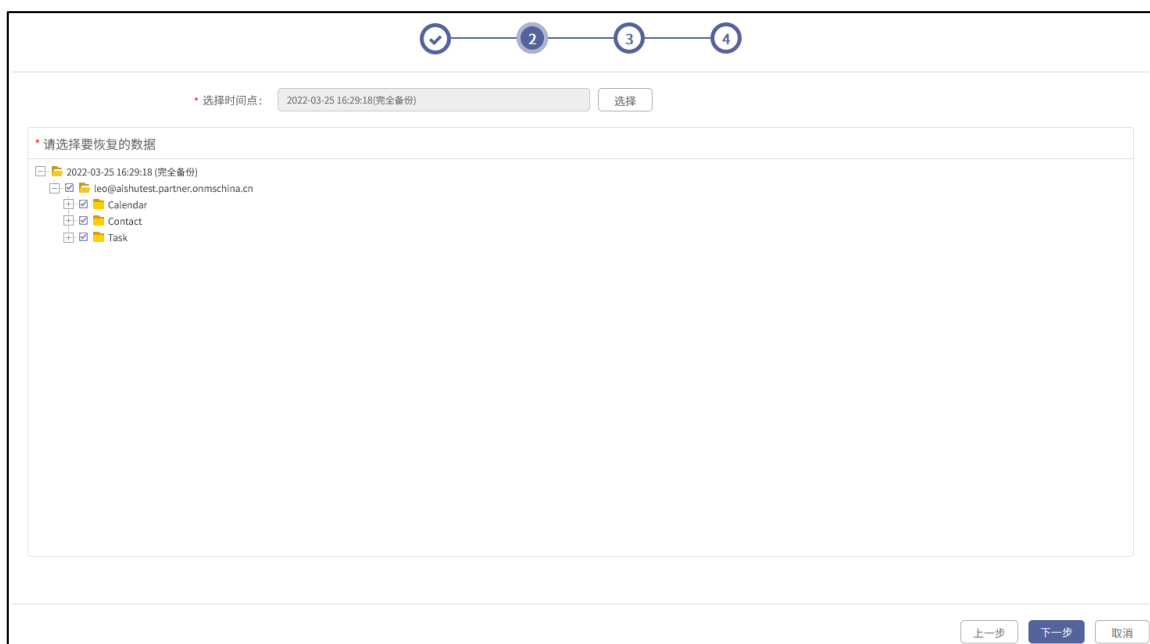 2 3 4
* 选择时间点： 2022-03-25 16:29:18(完全备份) 选择
* 请选择要恢复的数据
2022-03-25 16:29:18 (完全备份)
leo@aishutest.partner.onmschina.cn
Calendar
Contact
Task
上一步 下一步 取消